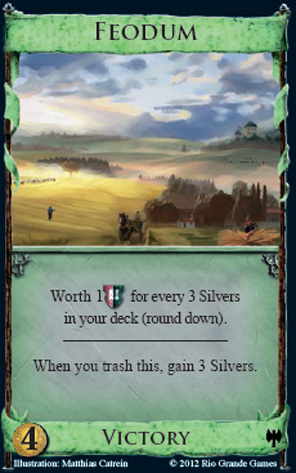 Feodum
Worth 1 for every 3 Silvers
in your deck (round down).
When you trash this, gain 3 Silvers.
4
Victory
Illustration: Matthias Catrein
© 2012 Rio Grande Games